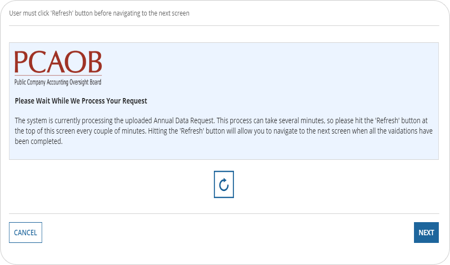 User must click 'Refresh' button before navigating to the next screen
PCAOB
Public Company Accounting Oversight Board
Please Wait While We Process Your Request
The system is currently processing the uploaded Annual Data Request. This process can take several minutes, so please hit the 'Refresh' button at
the top of this screen every couple of minutes. Hitting the 'Refresh' button will allow you to navigate to the next screen when all the vaidations have
been completed.
CANCEL
NEXT